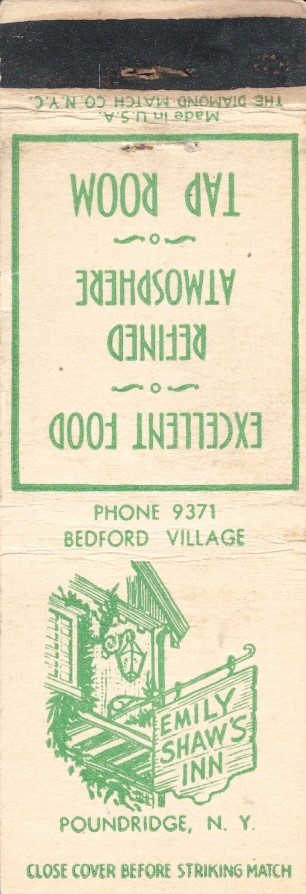 Made in U.S.A.
THE DIAMOND MATCH CO. N.Y.C.
EXCELLENT FOOD
REFINED
ATMOSPHERE
TAP ROOM
PHONE 9371
BEDFORD VILLAGE
EMILY
SHAW'S
INN
POUNDRIDGE, N. Y.
CLOSE COVER BEFORE STRIKING MATCH